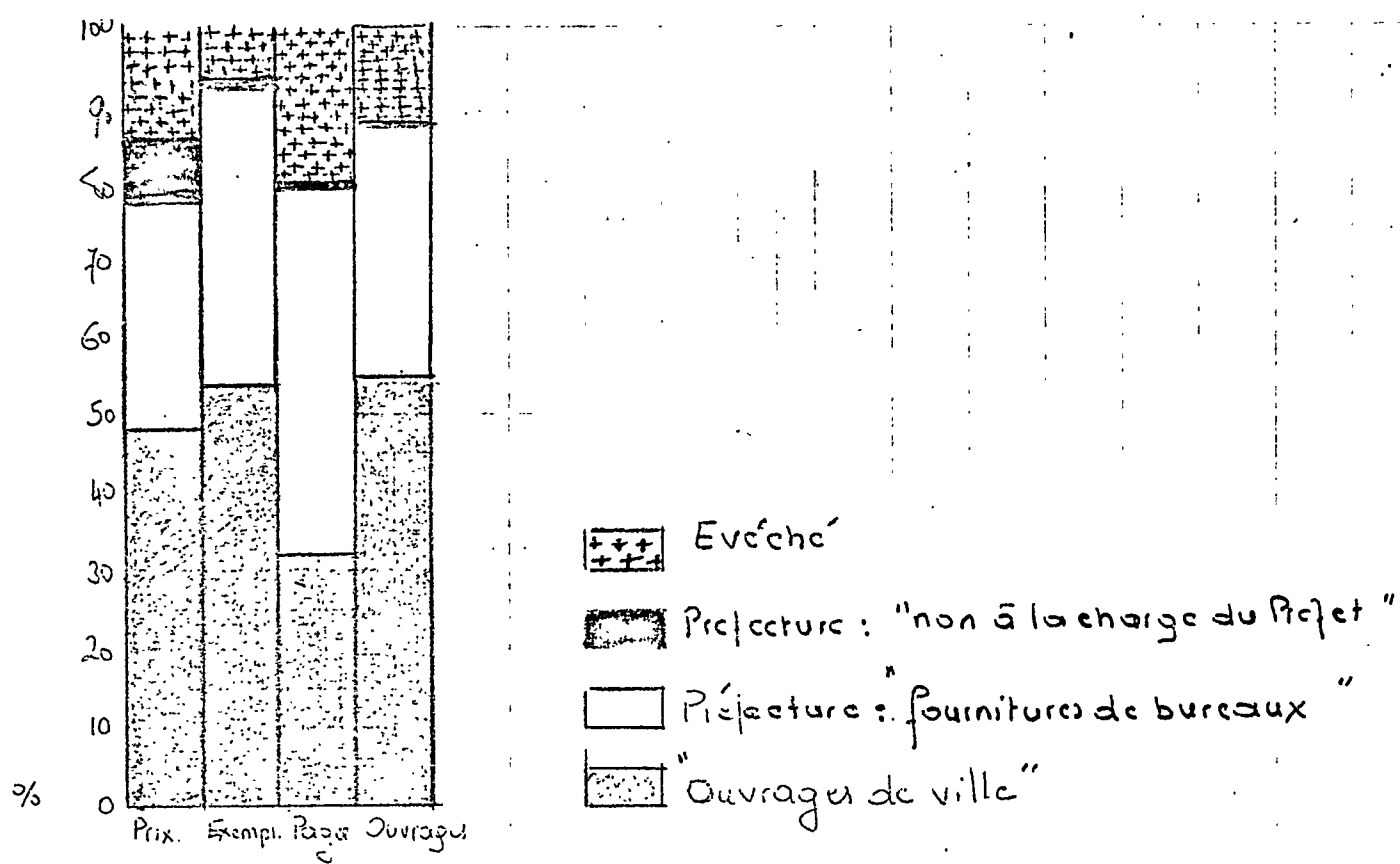 100
90
80
70
60
50
40
30
20
10
% 0
Prix. Exempl. Pages Ouvrages
Evêché
Prefecture : "non à la charge du Préfet"
Préfecture : "fournitures de bureaux"
"Ouvrages de ville"